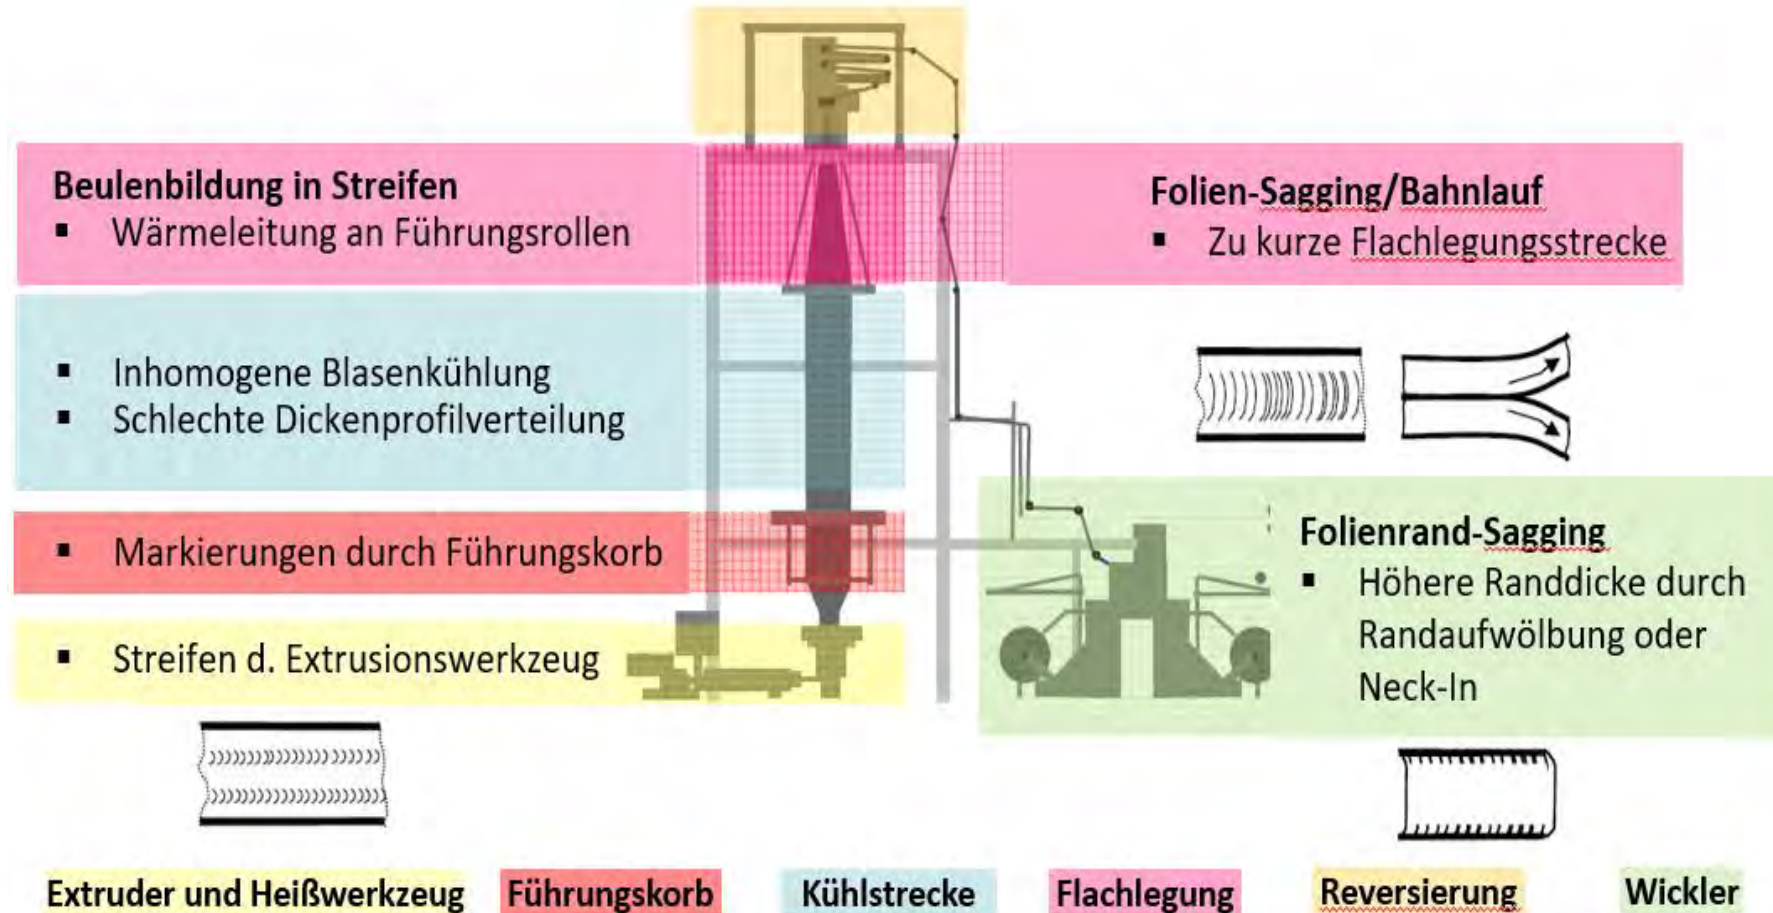 Beulenbildung in Streifen
▪ Wärmeleitung an Führungsrollen
Folien-Sagging/Bahnlauf
▪ Zu kurze Flachlegungsstrecke
▪ Inhomogene Blasenkühlung
▪ Schlechte Dickenprofilverteilung
▪ Markierungen durch Führungskorb
▪ Streifen d. Extrusionswerkzeug
Folienrand-Sagging
▪ Höhere Randdicke durch
Randaufwölbung oder
Neck-In
Extruder und Heißwerkzeug
Führungskorb
Kühlstrecke
Flachlegung
Reversierung
Wickler